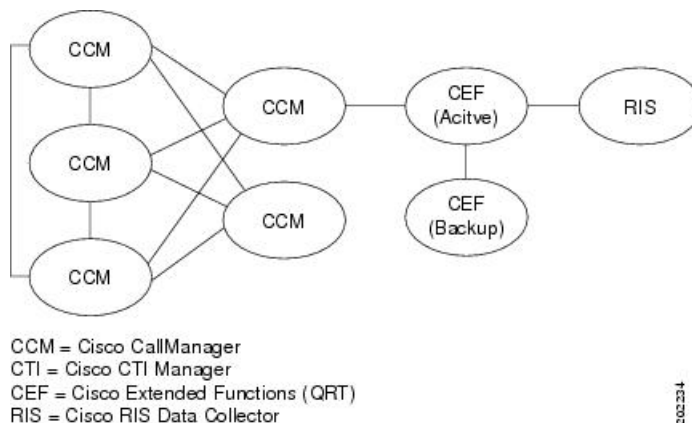 CCM
CCM
CEF
(Acitve)
RIS
CCM
CCM
CEF
(Backup)
CCM
CCM = Cisco CallManager
CTI = Cisco CTI Manager
CEF = Cisco Extended Functions (QRT)
RIS = Cisco RIS Data Collector
202234